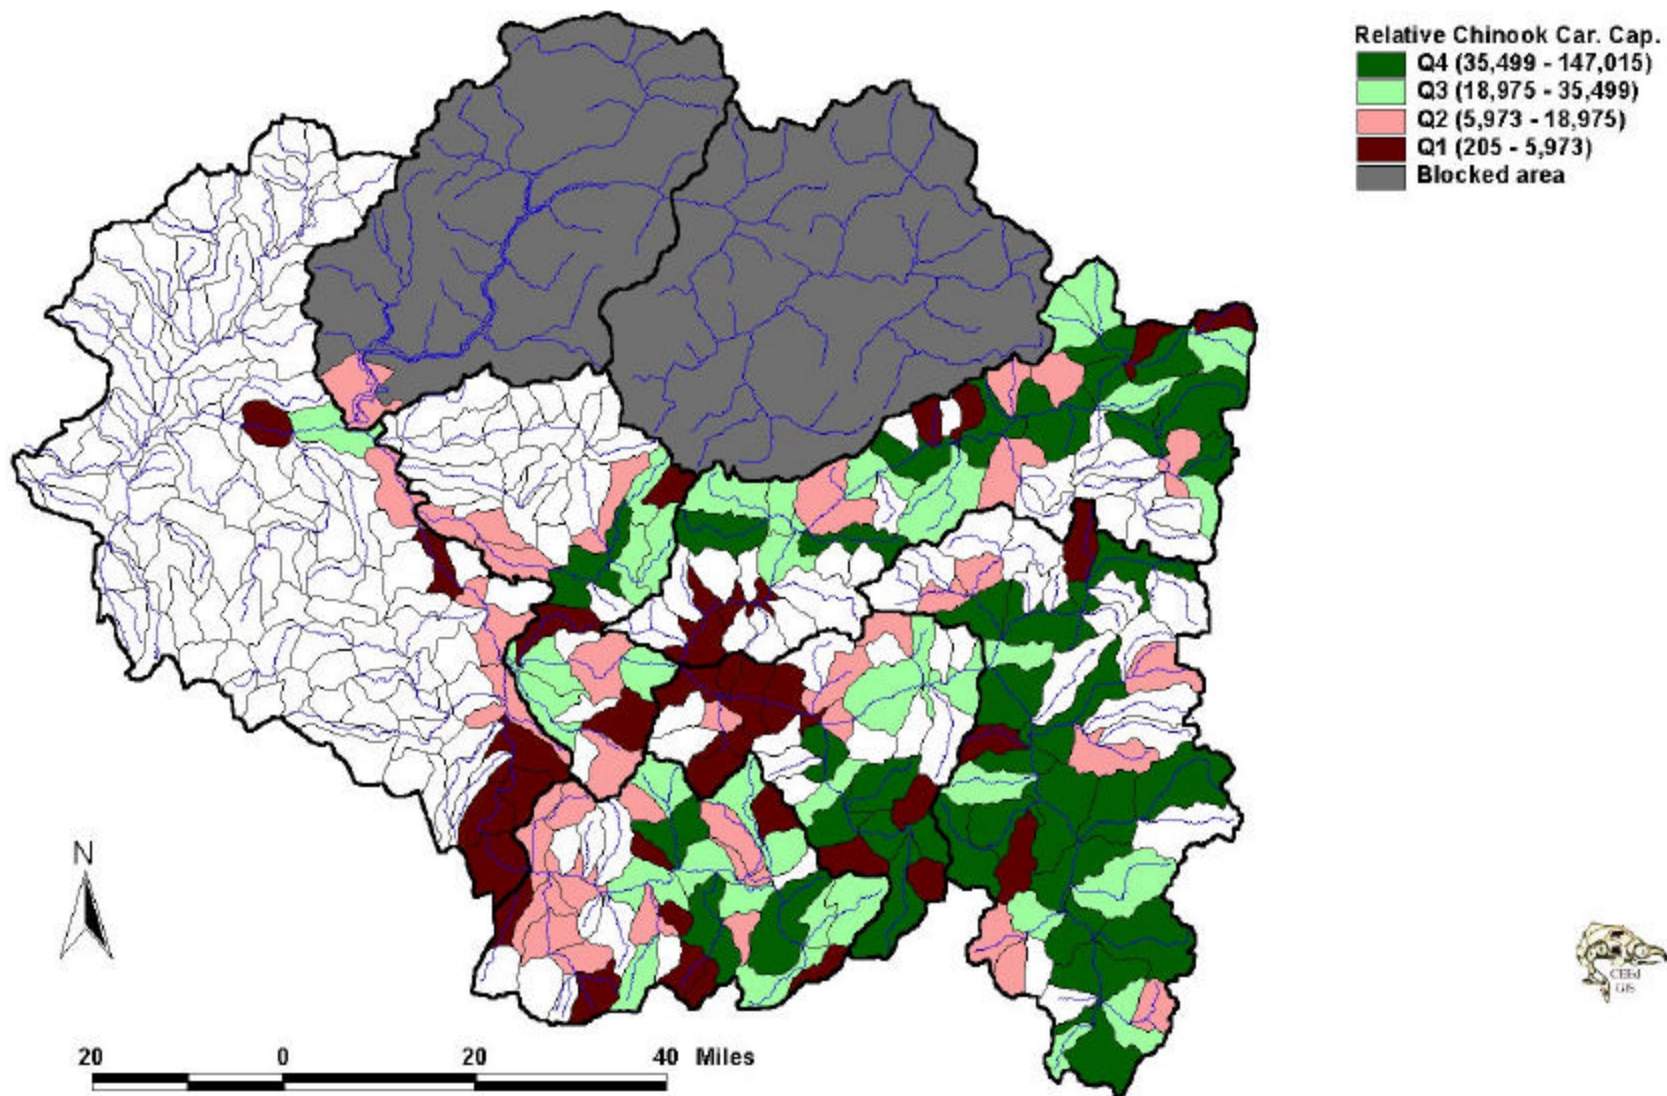 Relative Chinook Car. Cap.
Q4 (35,499 - 147,015)
Q3 (18,975 - 35,499)
Q2 (5,973 - 18,975)
Q1 (205 - 5,973)
Blocked area
N
20 0 20 40 Miles
GIS